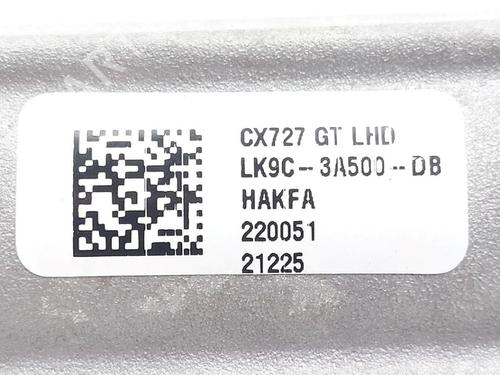 CX727 GT LHD
LK9C--3A500--DB
HAKFA
220051
21225